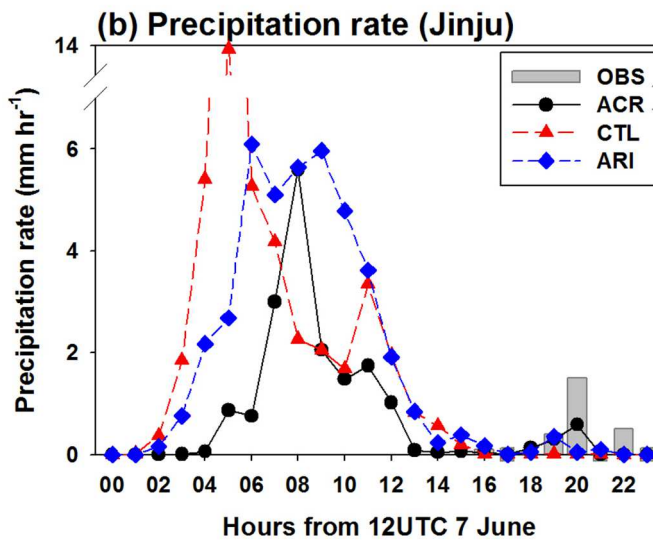 (b) Precipitation rate (Jinju)
14
6
4
2
0
Precipitation rate (mm hr-1)
OBS
ACR
CTL
ARI
00 02 04 06 08 10 12 14 16 18 20 22
Hours from 12UTC 7 June